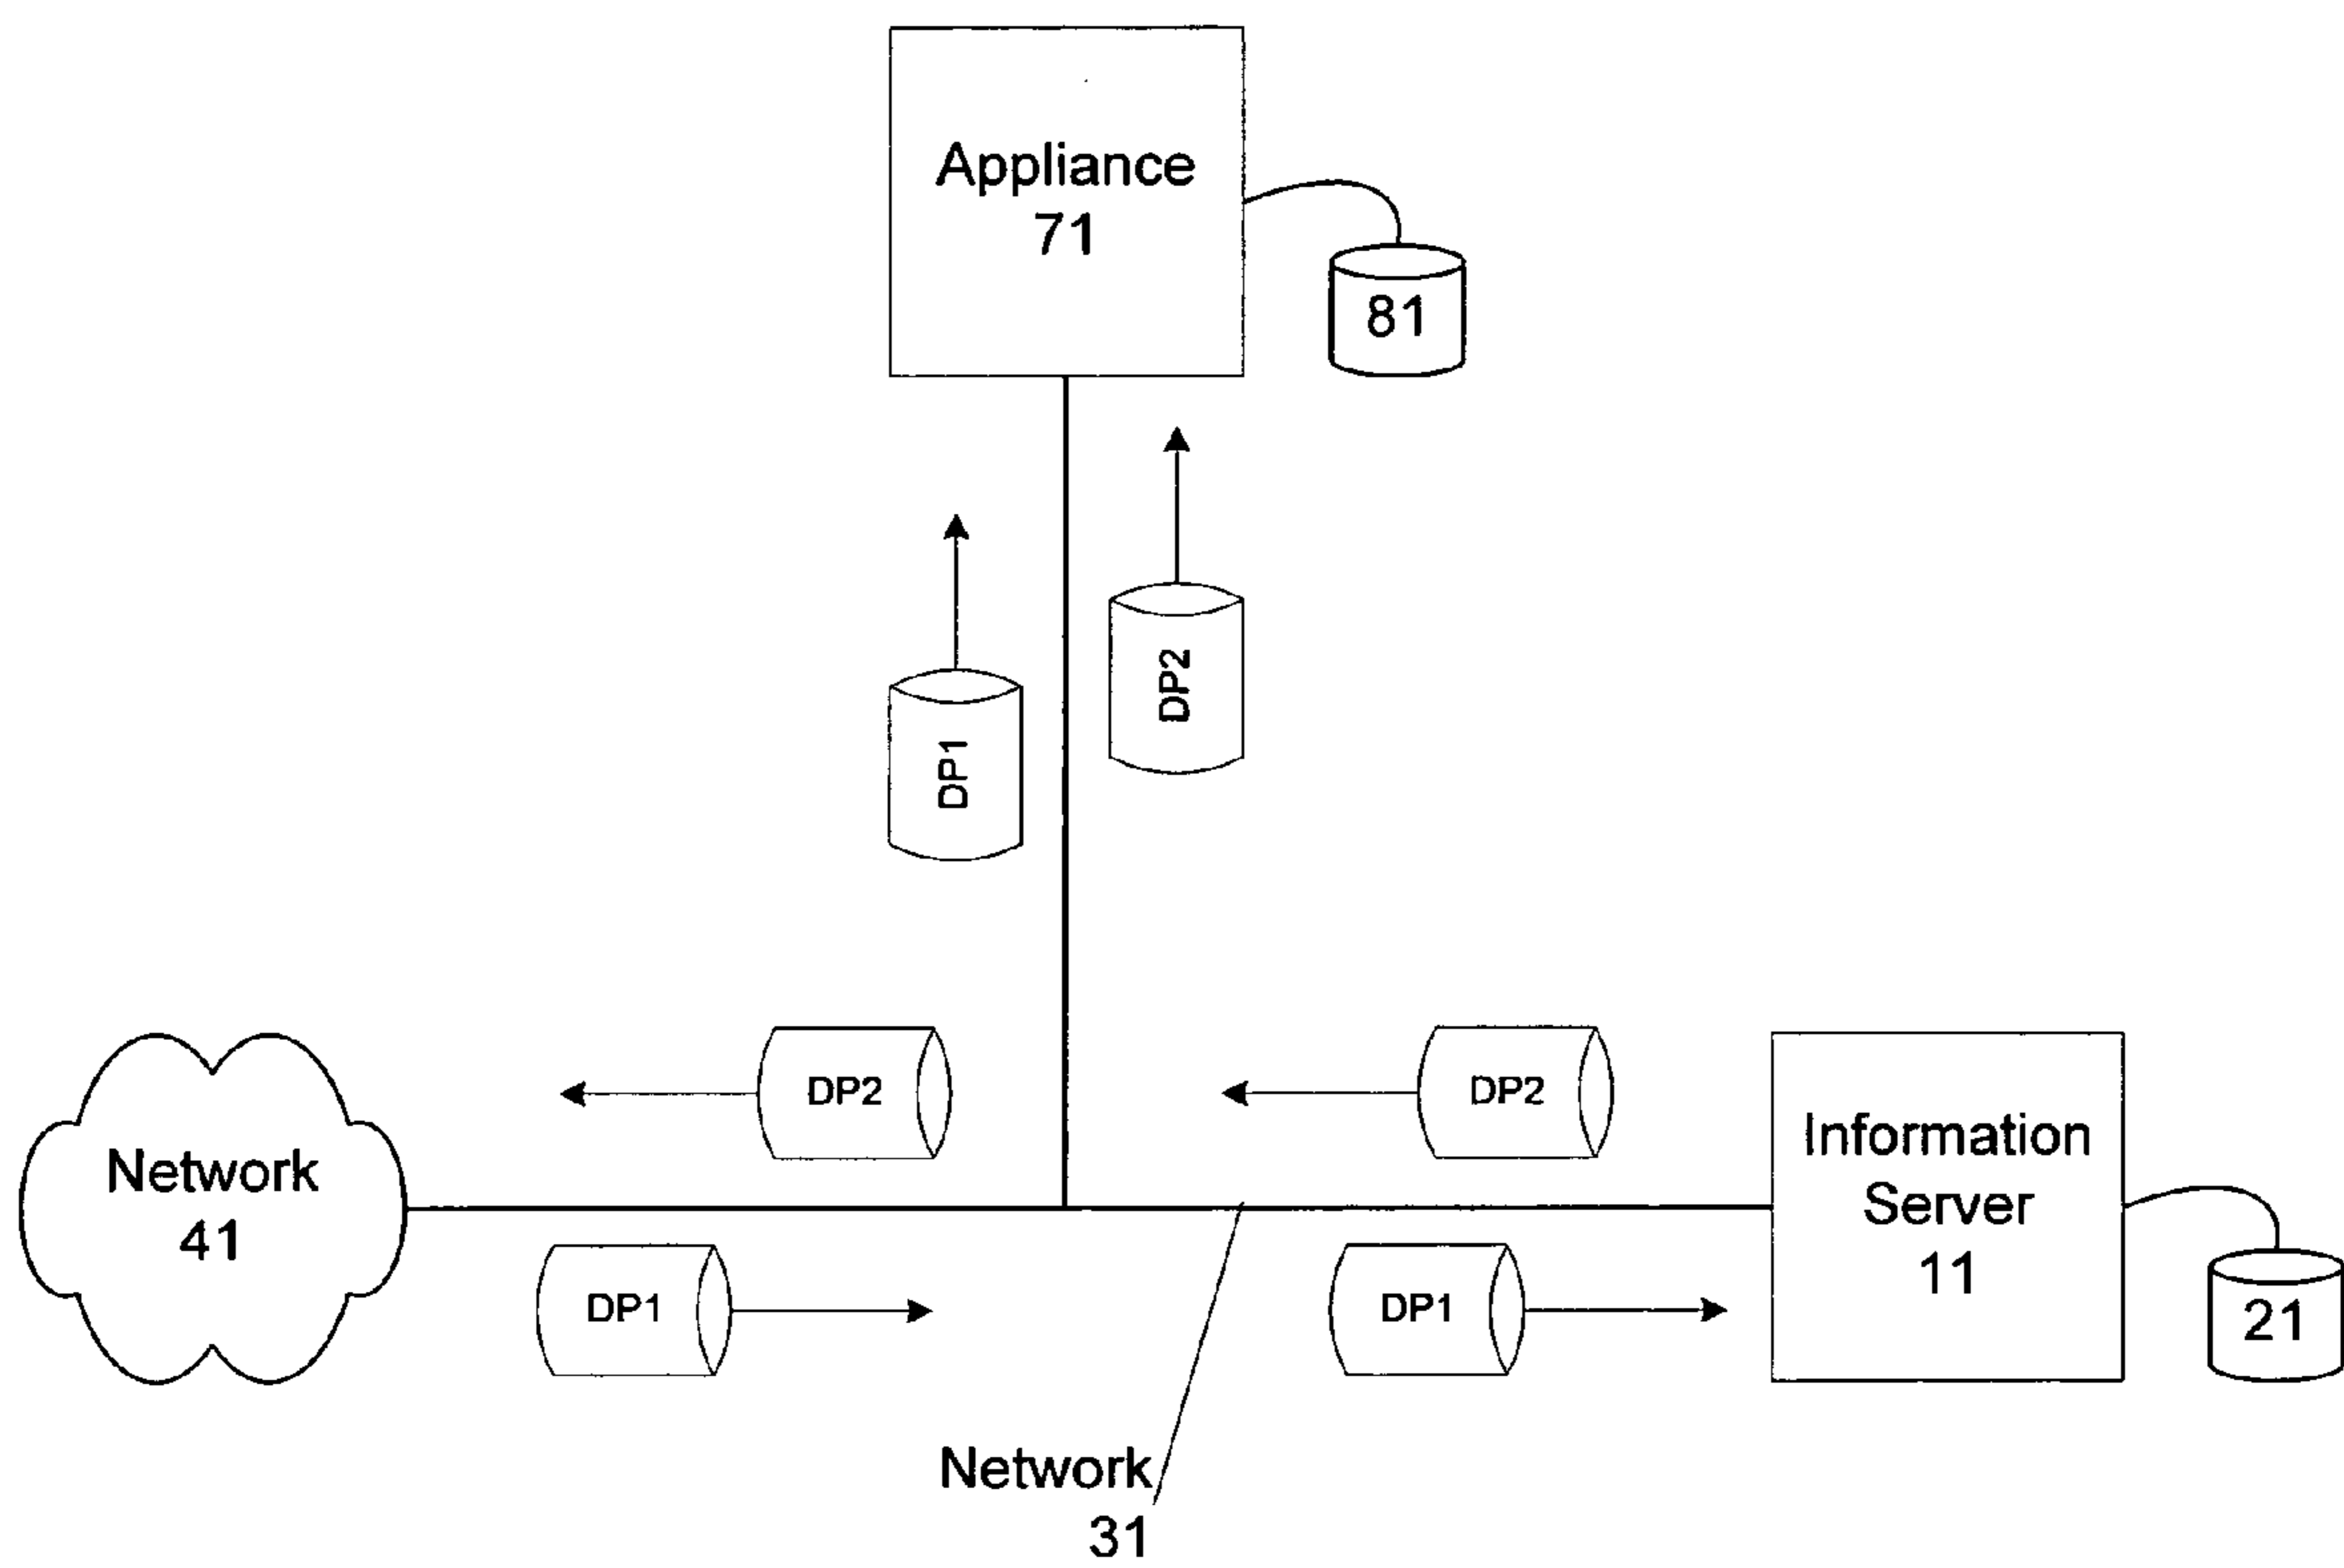 Appliance
71
81
DP2
DP1
DP2
DP2
Network
41
Information
Server
11
DP1
DP1
21
Network
31